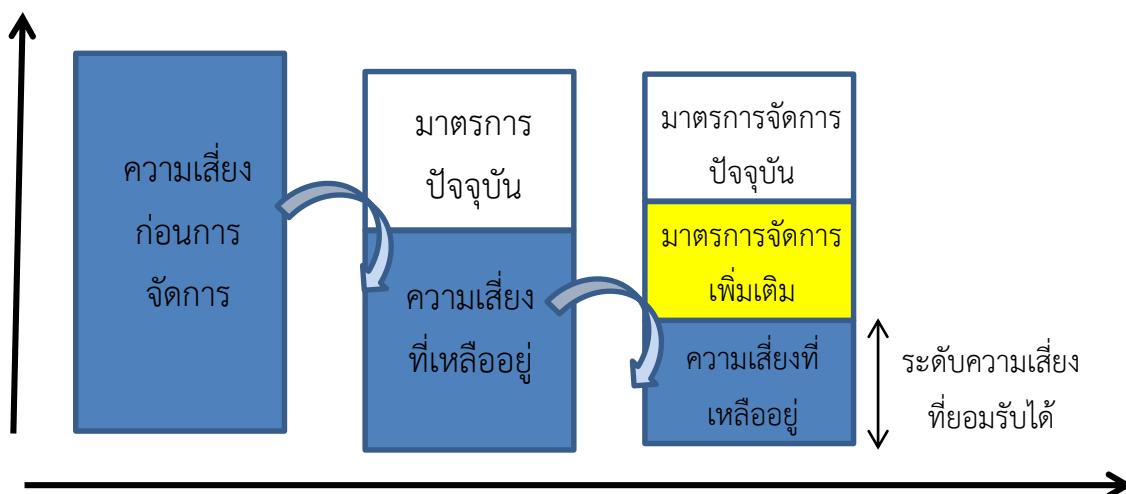 ความเสี่ยง
ก่อนการ
จัดการ
มาตรการ
ปัจจุบัน
ความเสี่ยง
ที่เหลืออยู่
มาตรการจัดการ
ปัจจุบัน
มาตรการจัดการ
เพิ่มเติม
ความเสี่ยงที่
เหลืออยู่
ระดับความเสี่ยง
ที่ยอมรับได้